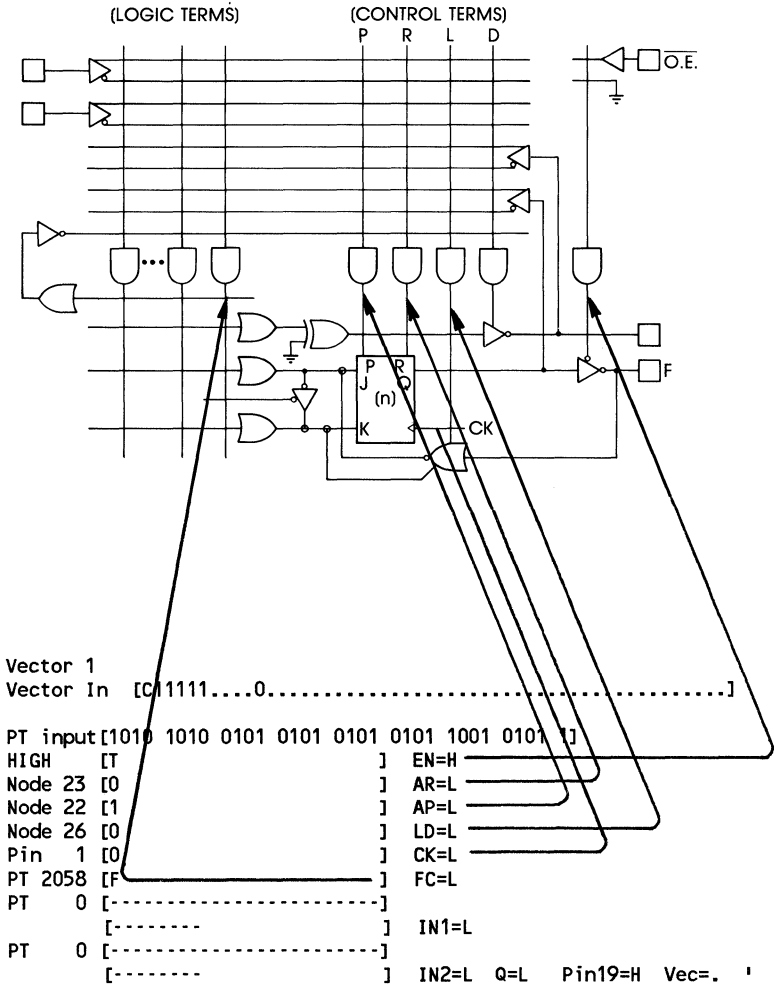 (LOGIC TERMS) (CONTROL TERMS)
P R L D
O.E.
P R
J Q
(n)
F
K CK
Vector 1
Vector In [C11111....0...........................................]
PT input[1010 1010 0101 0101 0101 0101 1001 0101 1]
HIGH [T ] EN=H
Node 23 [0 ] AR=L
Node 22 [1 ] AP=L
Node 26 [0 ] LD=L
Pin 1 [0 ] CK=L
PT 2058 [F ] FC=L
PT 0 [-------------------------]
[-------- ] IN1=L
PT 0 [-------------------------]
[-------- ] IN2=L Q=L Pin19=H Vec=. '